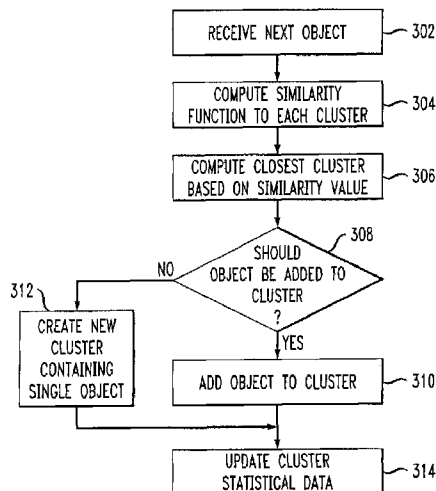 RECEIVE NEXT OBJECT
302
COMPUTE SIMILARITY
FUNCTION TO EACH CLUSTER
304
COMPUTE CLOSEST CLUSTER
BASED ON SIMILARITY VALUE
306
308
SHOULD
OBJECT BE ADDED TO
CLUSTER
?
NO
YES
312
CREATE NEW
CLUSTER
CONTAINING
SINGLE OBJECT
ADD OBJECT TO CLUSTER
310
UPDATE CLUSTER
STATISTICAL DATA
314